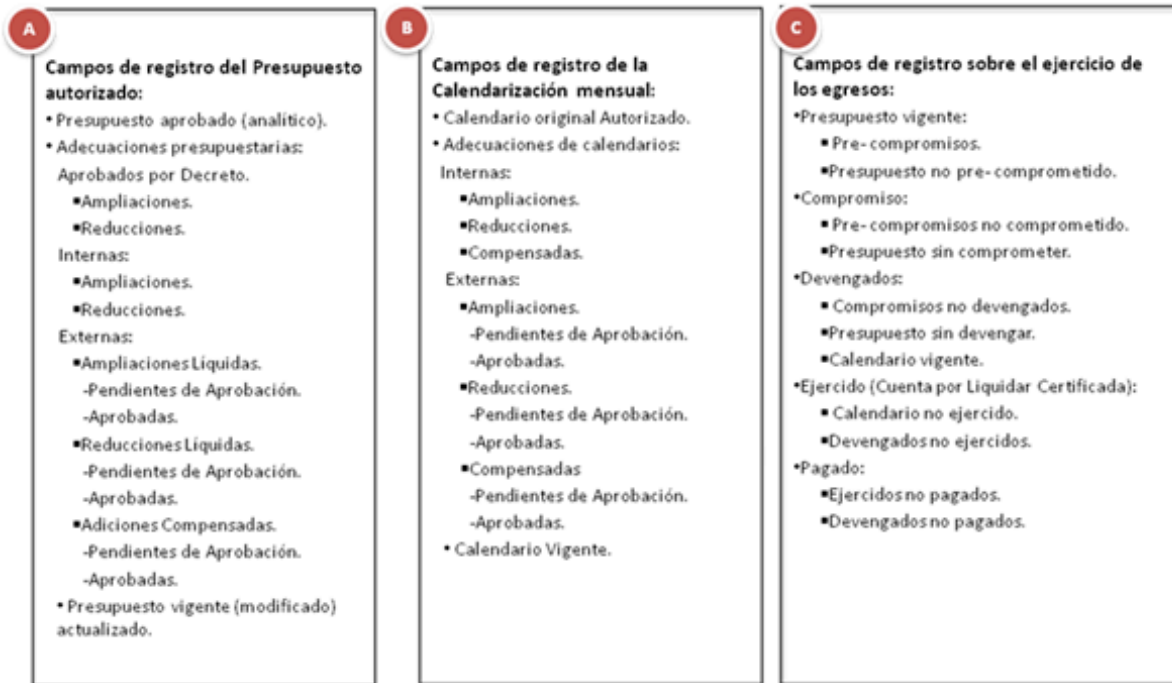 A
Campos de registro del Presupuesto
autorizado:
• Presupuesto aprobado (analítico).
• Adecuaciones presupuestarias:
Aprobados por Decreto.
▪Ampliaciones.
▪Reducciones.
Internas:
▪Ampliaciones.
▪Reducciones.
Externas:
▪Ampliaciones Líquidas.
-Pendientes de Aprobación.
-Aprobadas.
▪Reducciones Líquidas.
-Pendientes de Aprobación.
-Aprobadas.
▪Adiciones Compensadas.
-Pendientes de Aprobación.
-Aprobadas.
• Presupuesto vigente (modificado)
actualizado.
B
Campos de registro de la
Calendarización mensual:
• Calendario original Autorizado.
• Adecuaciones de calendarios:
Internas:
▪Ampliaciones.
▪Reducciones.
▪Compensadas.
Externas:
▪Ampliaciones.
-Pendientes de Aprobación.
-Aprobadas.
▪Reducciones.
-Pendientes de Aprobación.
-Aprobadas.
▪Compensadas
-Pendientes de Aprobación.
-Aprobadas.
• Calendario Vigente.
C
Campos de registro sobre el ejercicio de
los egresos:
•Presupuesto vigente:
▪ Pre- compromisos.
▪Presupuesto no pre- comprometido.
•Compromiso:
▪ Pre- compromisos no comprometido.
▪Presupuesto sin comprometer.
•Devengados:
▪ Compromisos no devengados.
▪Presupuesto sin devengar.
▪Calendario vigente.
•Ejercido (Cuenta por Liquidar Certificada):
▪ Calendario no ejercido.
▪Devengados no ejercidos.
•Pagado:
▪Ejercidos no pagados.
▪Devengados no pagados.